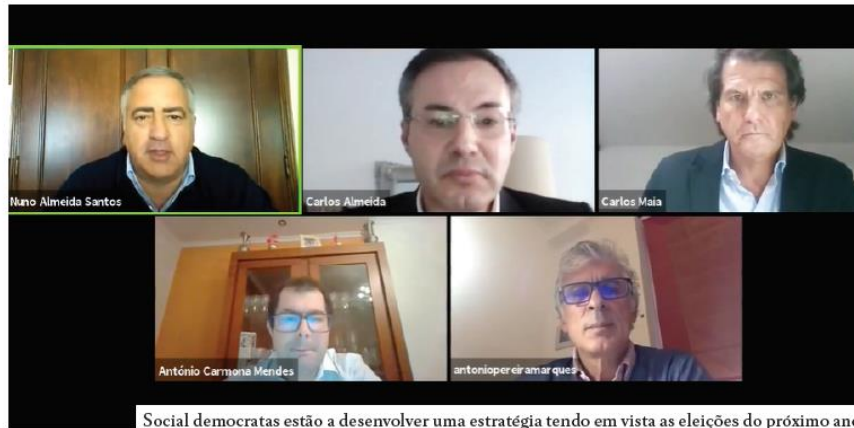 Nuno Almeida Santos
Carlos Almeida
Carlos Maia
António Carmona Mendes
antoniopereiramarques
Social democratas estão a desenvolver uma estratégia tendo em vista as eleições do próximo ano